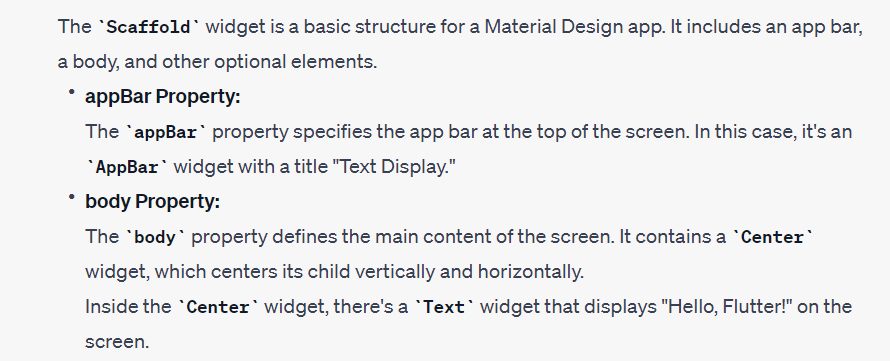 The `Scaffold` widget is a basic structure for a Material Design app. It includes an app bar,
a body, and other optional elements.
• appBar Property:
The `appBar` property specifies the app bar at the top of the screen. In this case, it's an
`AppBar` widget with a title "Text Display."
• body Property:
The `body` property defines the main content of the screen. It contains a `Center`
widget, which centers its child vertically and horizontally.
Inside the `Center` widget, there's a `Text` widget that displays "Hello, Flutter!" on the
screen.